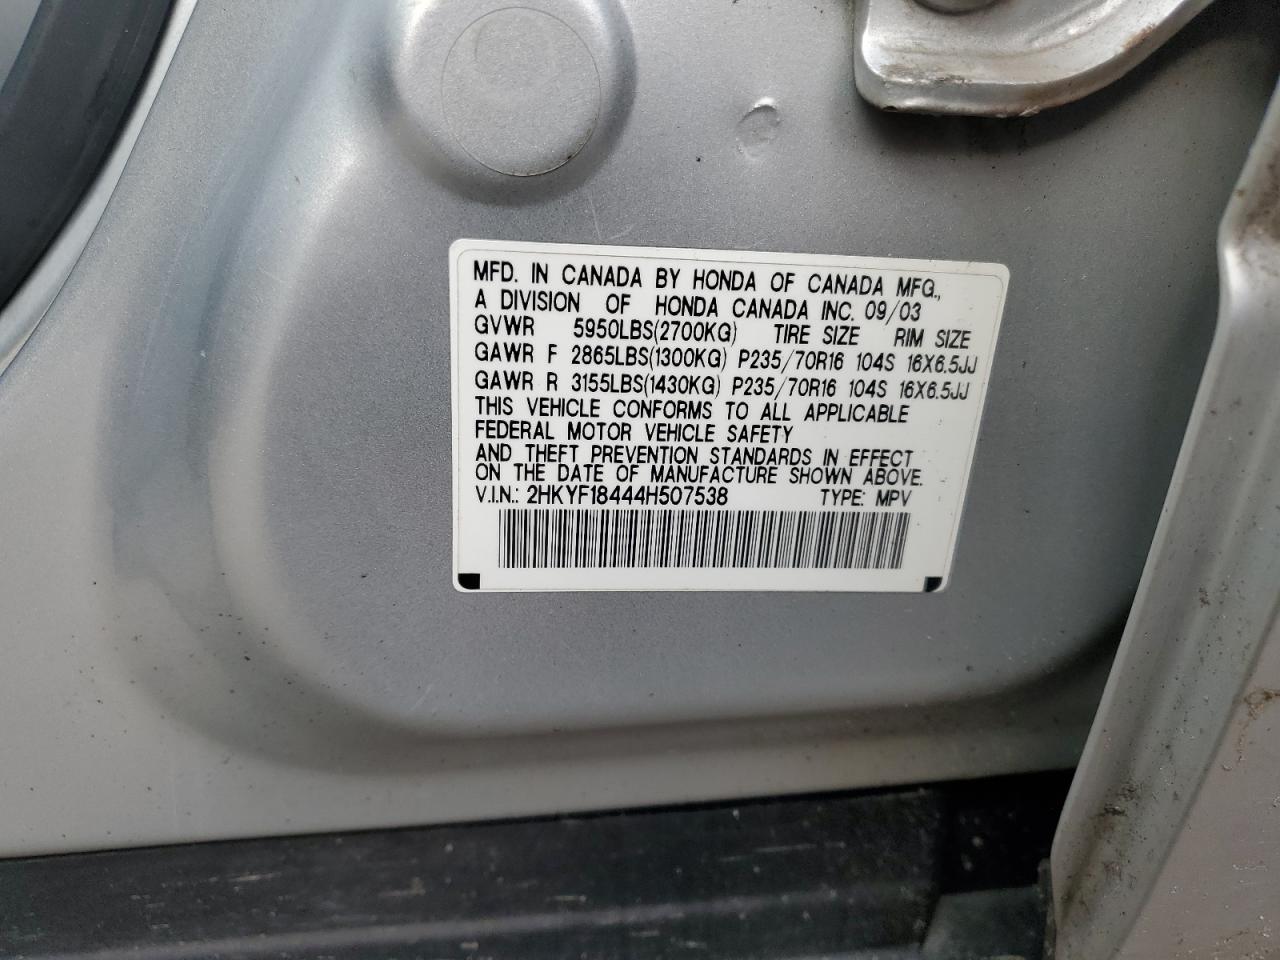 MFD. IN CANADA BY HONDA OF CANADA MFG.,
A DIVISION OF HONDA CANADA INC. 09/03
GVWR 5950LBS(2700KG) TIRE SIZE RIM SIZE
GAWR F 2865LBS(1300KG) P235/70R16 104S 16X6.5JJ
GAWR R 3155LBS(1430KG) P235/70R16 104S 16X6.5JJ
THIS VEHICLE CONFORMS TO ALL APPLICABLE
FEDERAL MOTOR VEHICLE SAFETY
AND THEFT PREVENTION STANDARDS IN EFFECT
ON THE DATE OF MANUFACTURE SHOWN ABOVE.
V.I.N.: 2HKYF18444H507538 TYPE: MPV